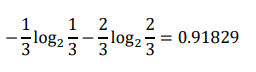 −1/3 log₂ 1/3 − 2/3 log₂ 2/3 = 0.91829